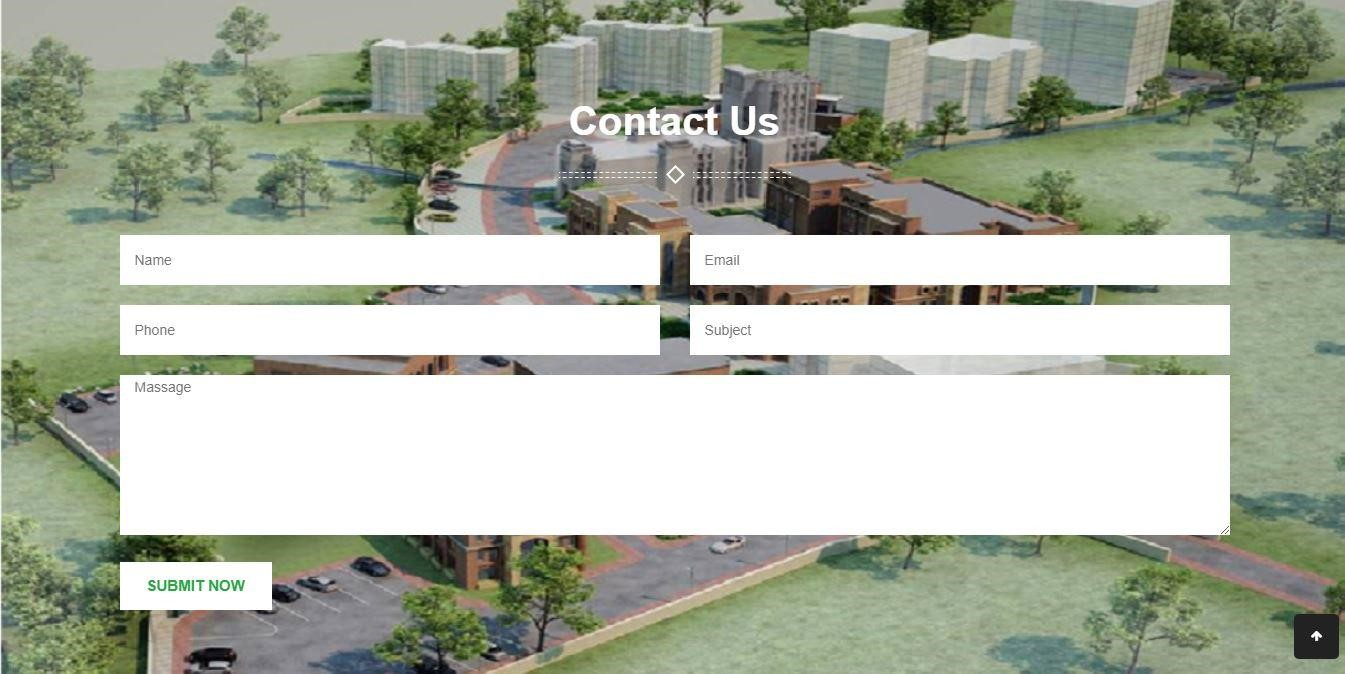 Contact Us
Name
Email
Phone
Subject
Massage
SUBMIT NOW